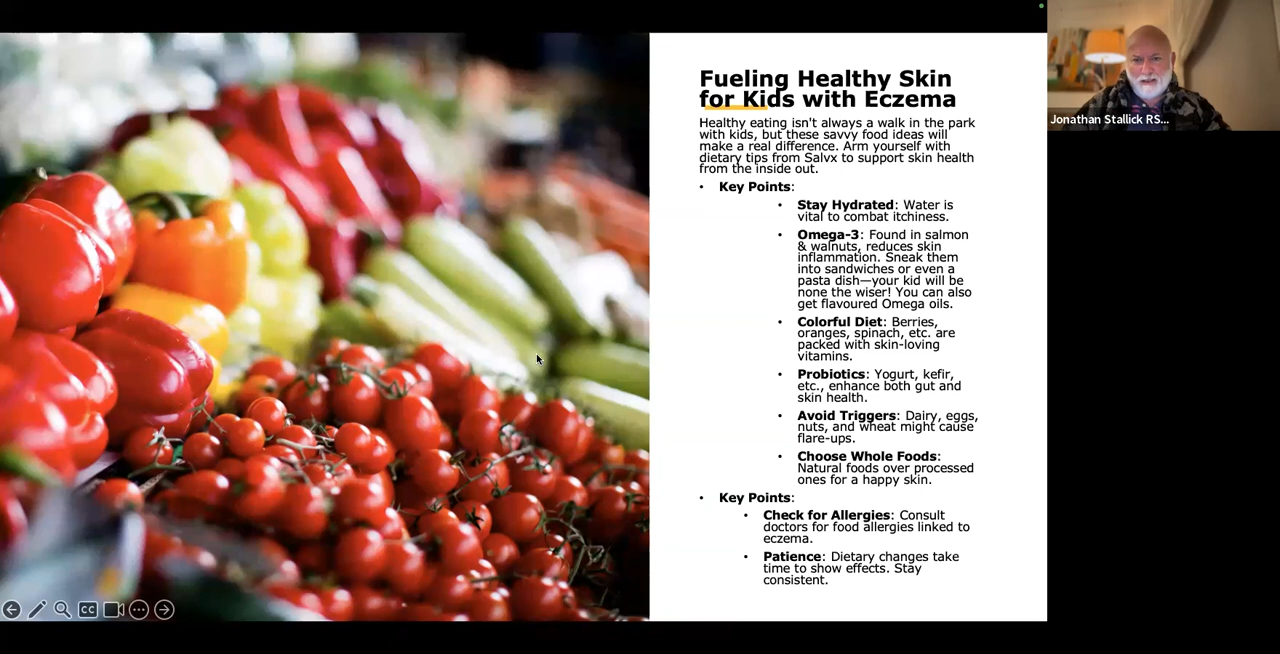 Fueling Healthy Skin
for Kids with Eczema
Healthy eating isn't always a walk in the park
with kids, but these savvy food ideas will
make a real difference. Arm yourself with
dietary tips from Salvx to support skin health
from the inside out.
• Key Points:
• Stay Hydrated: Water is
vital to combat itchiness.
• Omega-3: Found in salmon
& walnuts, reduces skin
inflammation. Sneak them
into sandwiches or even a
pasta dish—your kid will be
none the wiser! You can also
get flavoured Omega oils.
• Colorful Diet: Berries,
oranges, spinach, etc. are
packed with skin-loving
vitamins.
• Probiotics: Yogurt, kefir,
etc., enhance both gut and
skin health.
• Avoid Triggers: Dairy, eggs,
nuts, and wheat might cause
flare-ups.
• Choose Whole Foods:
Natural foods over processed
ones for a happy skin.
• Key Points:
• Check for Allergies: Consult
doctors for food allergies linked to
eczema.
• Patience: Dietary changes take
time to show effects. Stay
consistent.
Jonathan Stallick RS...
CC